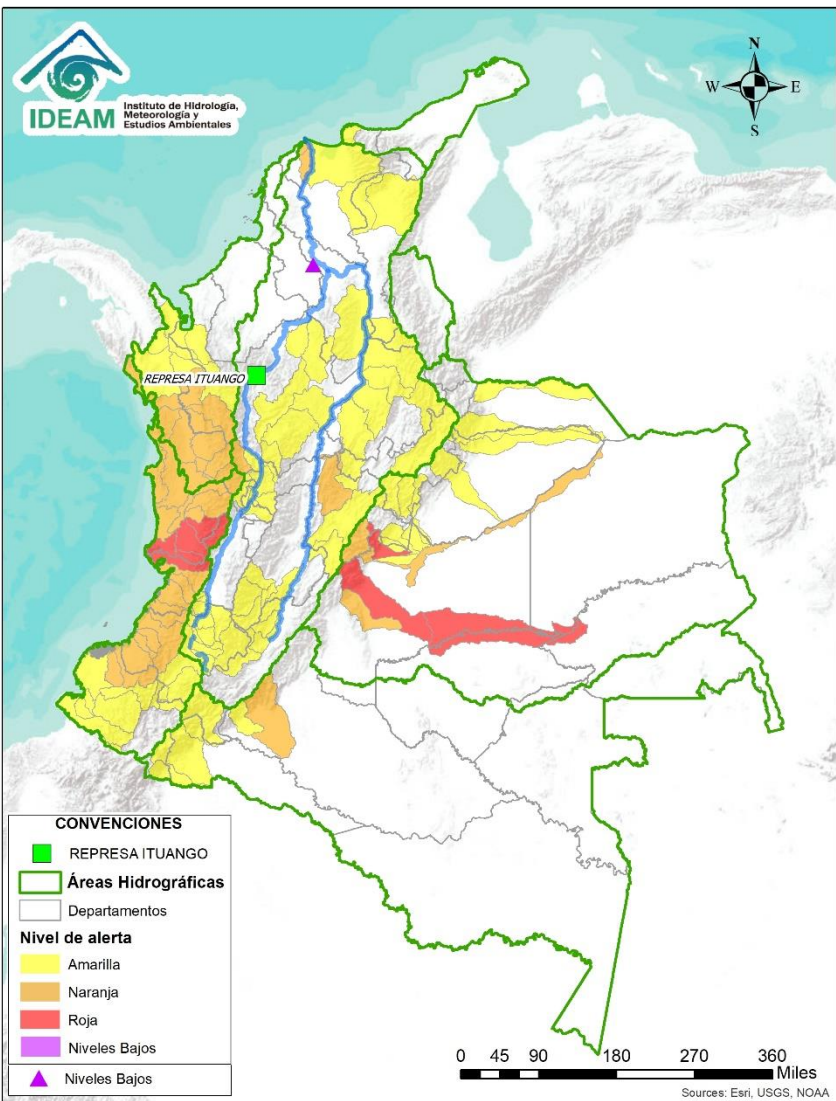 IDEAM
Instituto de Hidrología,
Meteorología y
Estudios Ambientales
N
W
E
S
REPRESA ITUANGO
CONVENCIONES
REPRESA ITUANGO
Áreas Hidrográficas
Departamentos
Nivel de alerta
Amarilla
Naranja
Roja
Niveles Bajos
Niveles Bajos
0 45 90 180 270 360
Miles
Sources: Esri, USGS, NOAA